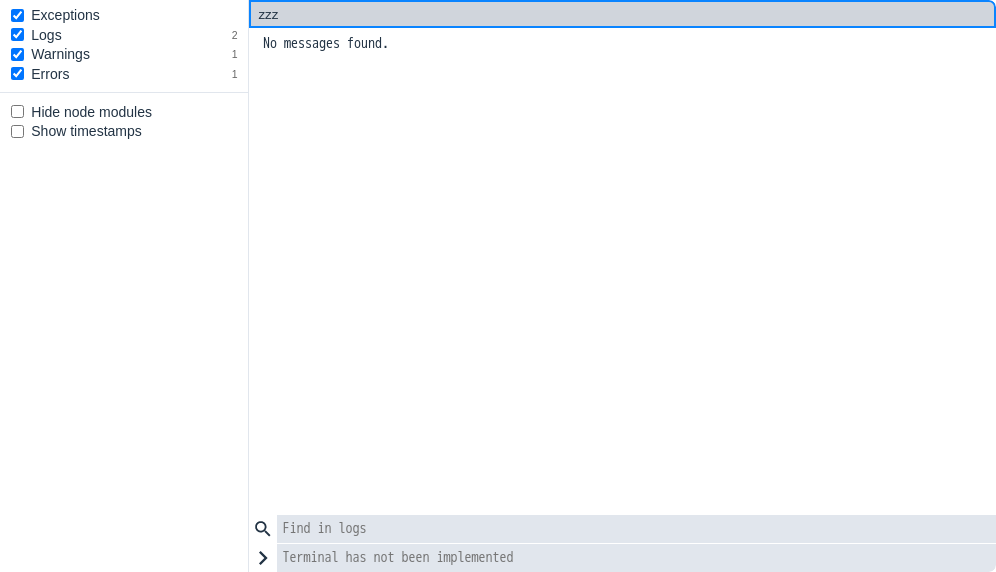 Exceptions
Logs 2
Warnings 1
Errors 1
Hide node modules
Show timestamps
zzz
No messages found.
Find in logs
Terminal has not been implemented